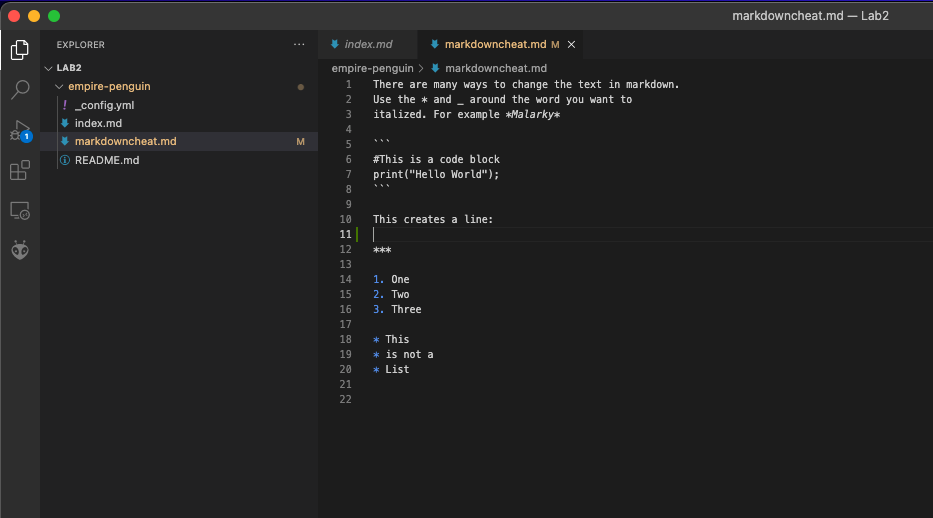 markdowncheat.md — Lab2
EXPLORER
···
LAB2
empire-penguin
! _config.yml
index.md
markdowncheat.md M
README.md
1
index.md
markdowncheat.md M ×
empire-penguin > markdowncheat.md
1 There are many ways to change the text in markdown.
2 Use the * and _ around the word you want to
3 italized. For example *Malarky*
4
5 ```
6 #This is a code block
7 print("Hello World");
8 ```
9
10 This creates a line:
11
12 ***
13
14 1. One
15 2. Two
16 3. Three
17
18 * This
19 * is not a
20 * List
21
22